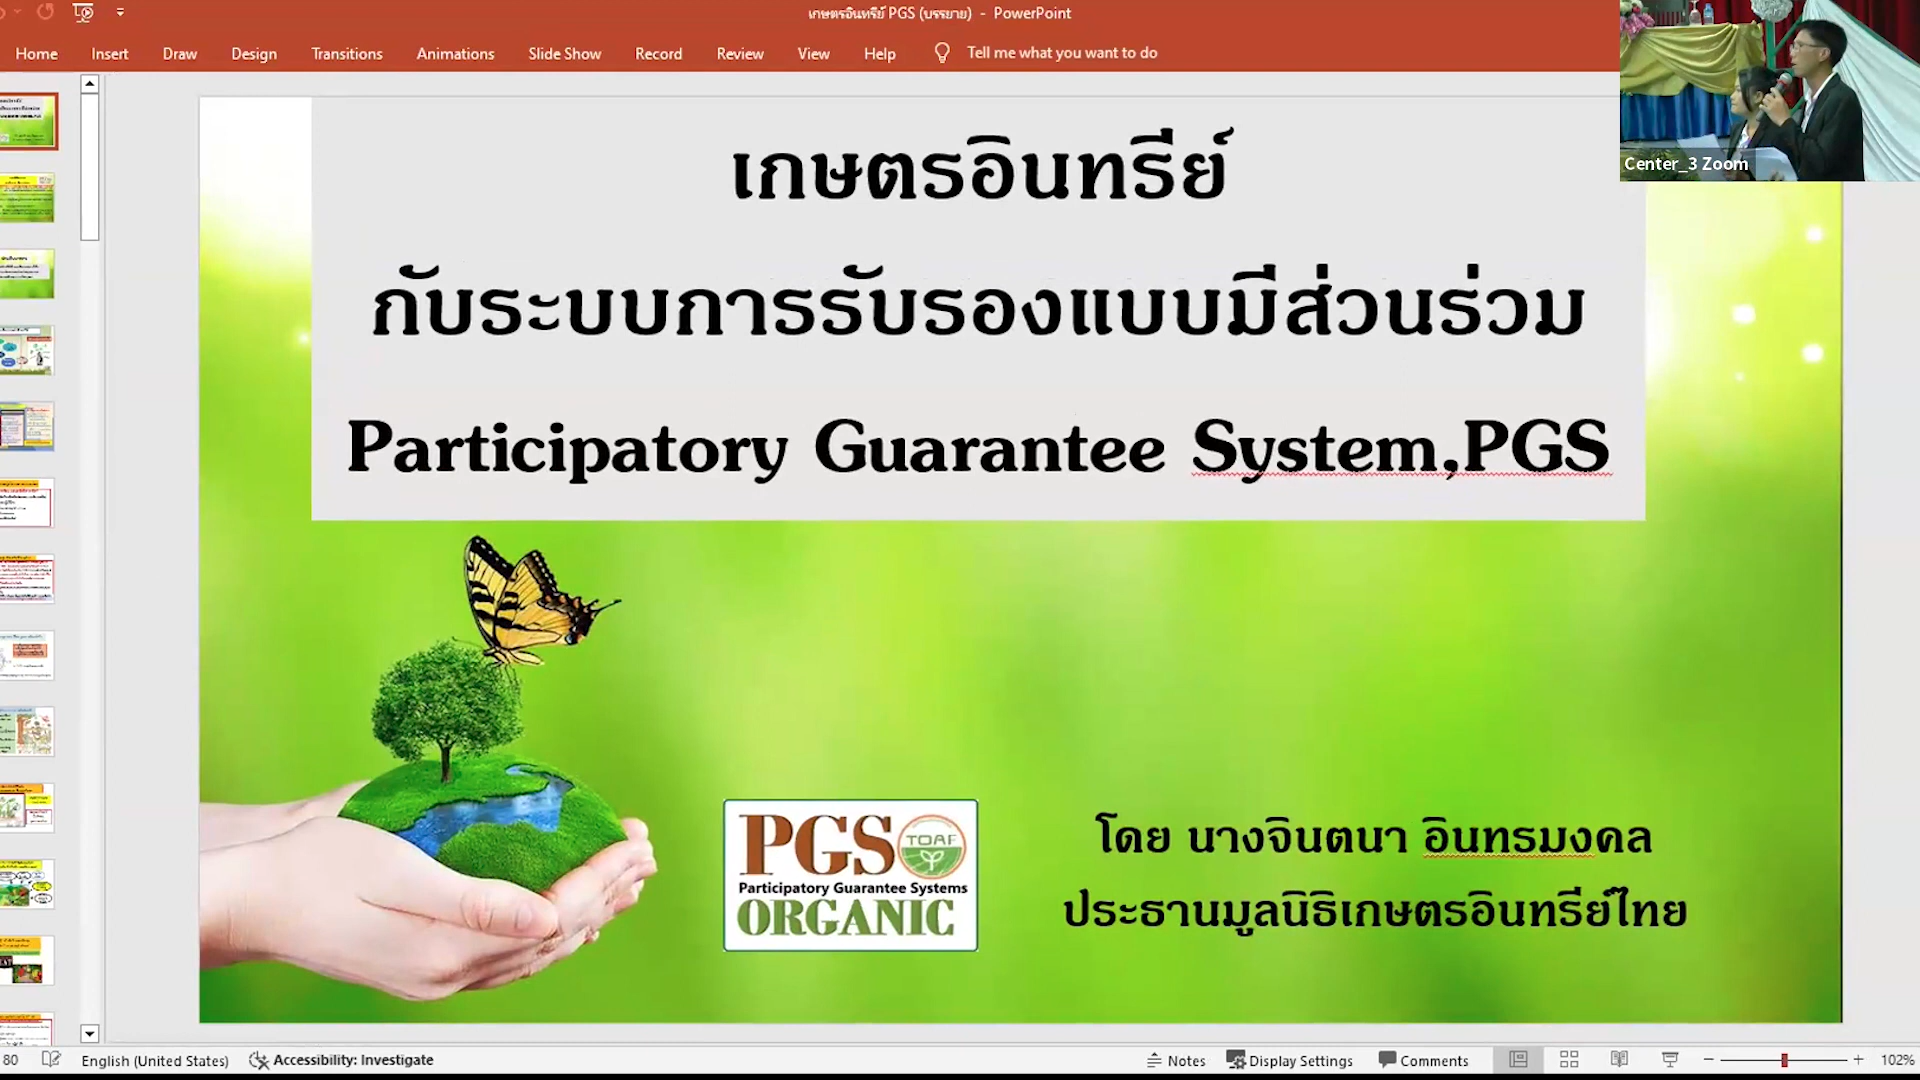 เกษตรอินทรีย์ PGS (บรรยาย) - PowerPoint
Home Insert Draw Design Transitions Animations Slide Show Record Review View Help Tell me what you want to do
Center_3 Zoom
เกษตรอินทรีย์
กับระบบการรับรองแบบมีส่วนร่วม
Participatory Guarantee System,PGS
PGS
TOAF
Participatory Guarantee Systems
ORGANIC
โดย นางจินตนา อินทรมงคล
ประธานมูลนิธิเกษตรอินทรีย์ไทย
80 English (United States) Accessibility: Investigate Notes Display Settings Comments 102%